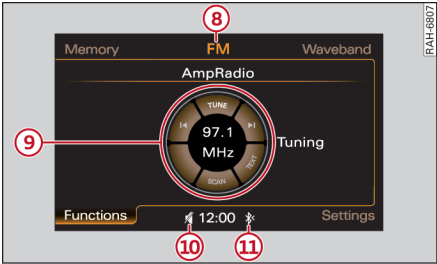 8
RAH-6807
Memory FM Waveband
AmpRadio
TUNE
97.1
MHz
Tuning
TEXT
SCAN
9
Functions 12:00 Settings
10 11